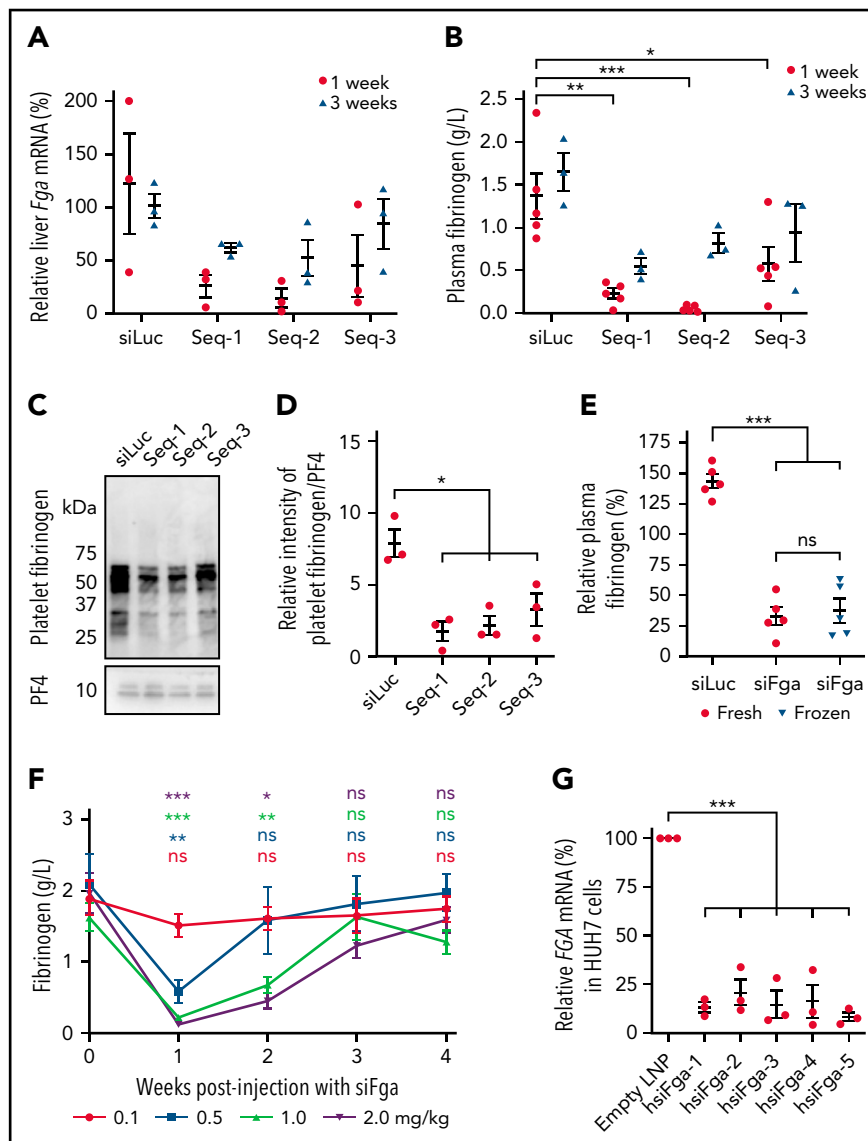 A
1 week
3 weeks
Relative liver Fga mRNA (%)
200
150
100
50
0
siLuc
Seq-1
Seq-2
Seq-3
B
*
***
**
1 week
3 weeks
Plasma fibrinogen (g/L)
2.5
2.0
1.5
1.0
0.5
0.0
siLuc
Seq-1
Seq-2
Seq-3
C
siLuc
Seq-1
Seq-2
Seq-3
kDa
Platelet fibrinogen
75
50
37
25
PF4
10
D
Relative intensity of
platelet fibrinogen/PF4
15
10
5
0
*
siLuc
Seq-1
Seq-2
Seq-3
E
Relative plasma
fibrinogen (%)
175
150
125
100
75
50
25
0
***
ns
siLuc
siFga
siFga
Fresh
Frozen
F
Fibrinogen (g/L)
3
2
1
0
*** * ns ns
*** ** ns ns
** ns ns ns
ns ns ns ns
0 1 2 3 4
Weeks post-injection with siFga
0.1 0.5 1.0 2.0 mg/kg
G
Relative FGA mRNA (%)
in HUH7 cells
100
75
50
25
0
***
Empty LNP
hsiFga-1
hsiFga-2
hsiFga-3
hsiFga-4
hsiFga-5